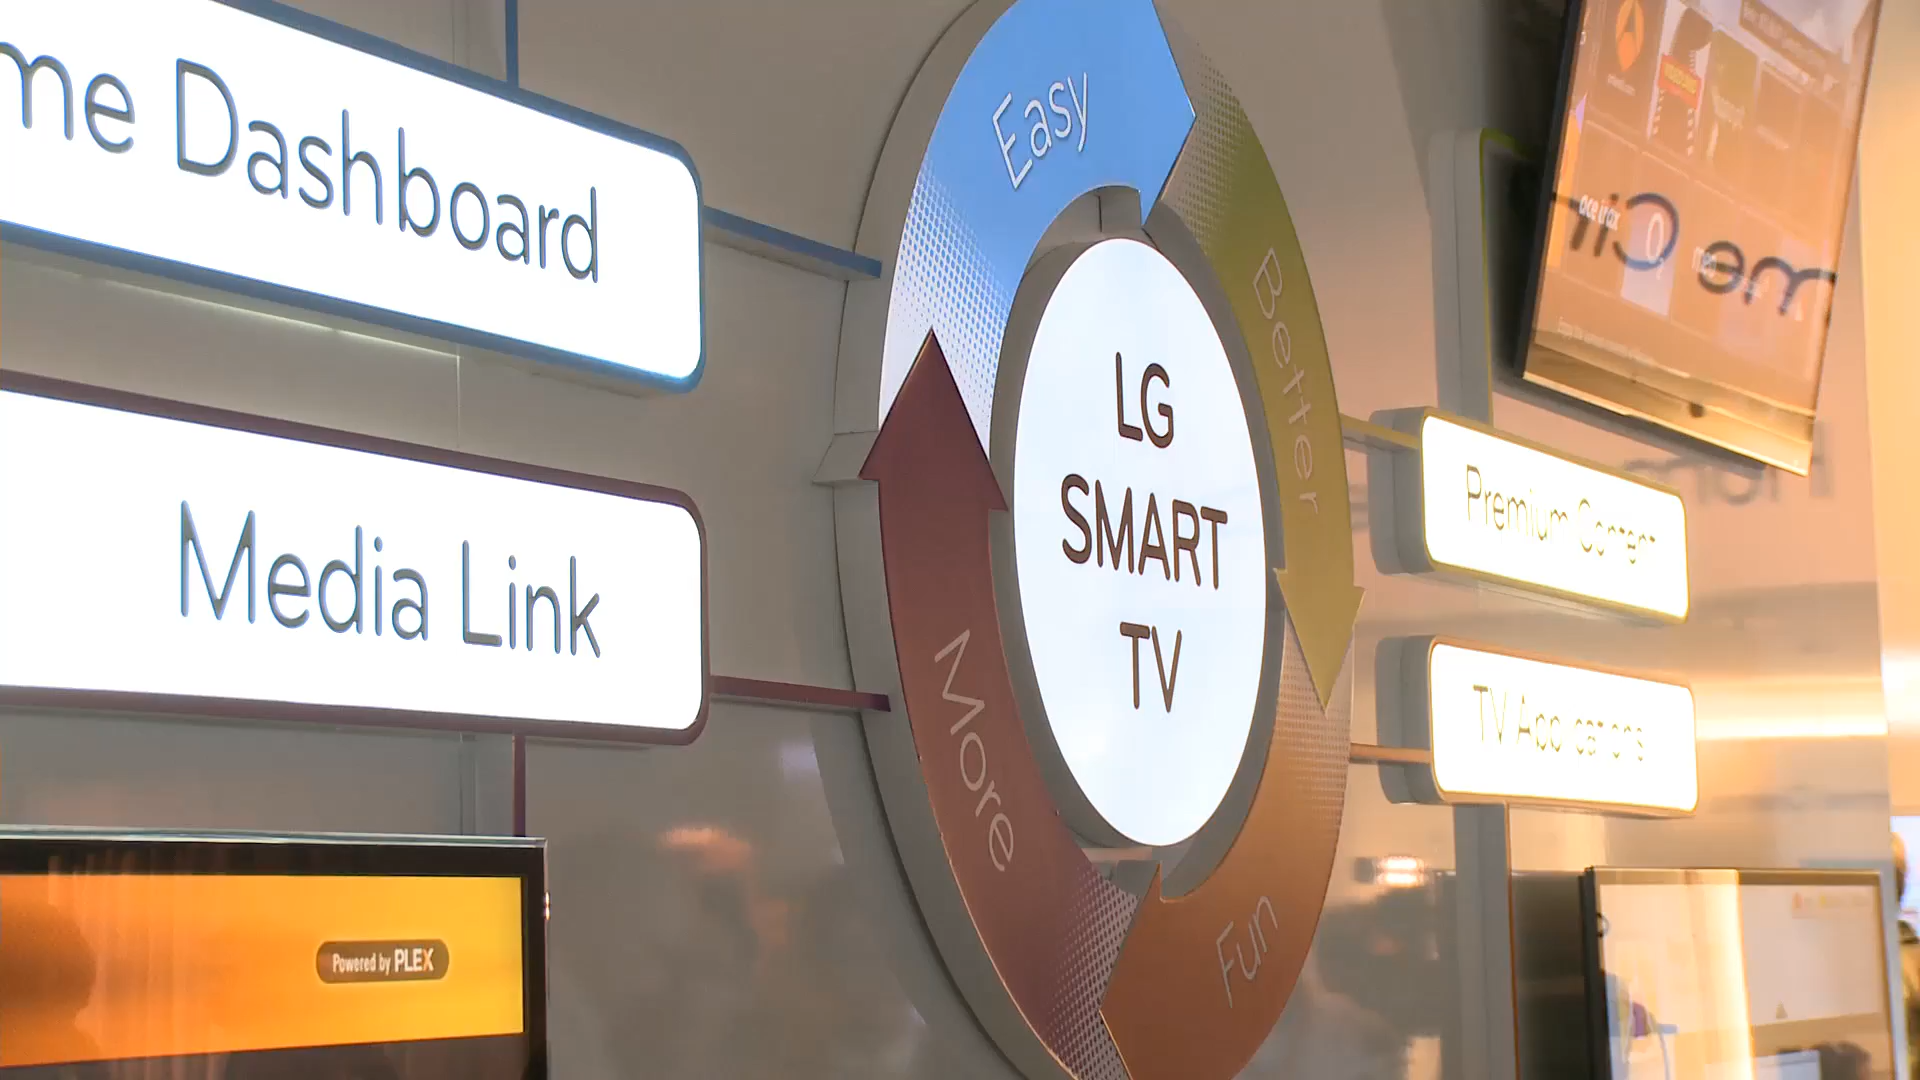 me Dashboard
Media Link
Powered by PLEX
Easy
Better
Fun
More
LG
SMART
TV
Premium Content
TV Applications